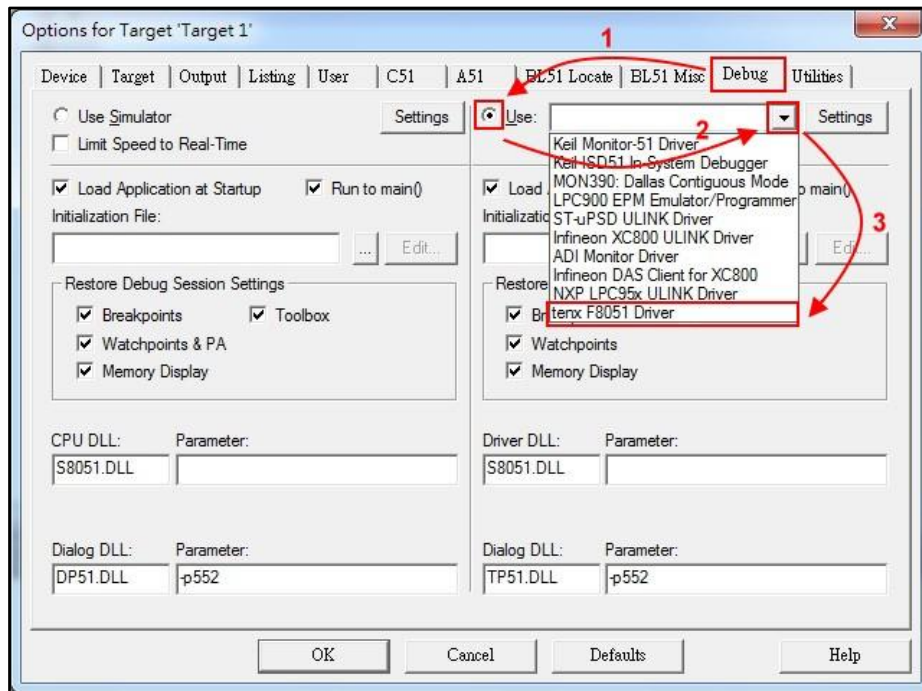 Options for Target 'Target 1'
1
Device Target Output Listing User C51 A51 BL51 Locate BL51 Misc Debug Utilities
Use Simulator Settings Use: Settings
2
Limit Speed to Real-Time
Keil Monitor-51 Driver
Keil ISD51 In-System Debugger
MON390: Dallas Contiguous Mode
LPC900 EPM Emulator/Programmer
ST-uPSD ULINK Driver
Infineon XC800 ULINK Driver
ADI Monitor Driver
Infineon DAS Client for XC800
NXP LPC95x ULINK Driver
tenx F8051 Driver
3
Load Application at Startup Run to main() Load o main()
Initialization File: Initializatio
... Edit... Edit...
Restore Debug Session Settings Restore
Breakpoints Toolbox Br
Watchpoints & PA Watchpoints
Memory Display Memory Display
CPU DLL: Parameter: Driver DLL: Parameter:
S8051.DLL S8051.DLL
Dialog DLL: Parameter: Dialog DLL: Parameter:
DP51.DLL -p552 TP51.DLL -p552
OK Cancel Defaults Help